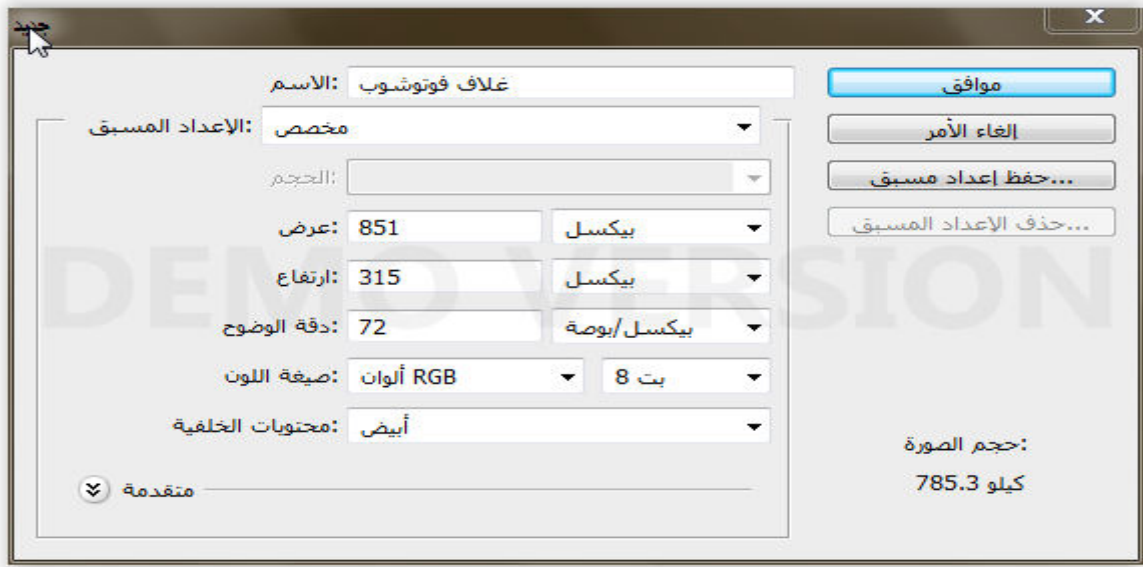 جديد
X
الاسم: غلاف فوتوشوب
موافق
الإعداد المسبق: مخصص
إلغاء الأمر
الحجم:
حفظ إعداد مسبق...
عرض: 851 بيكسل
حذف الإعداد المسبق...
ارتفاع: 315 بيكسل
DEMO VERSION
دقة الوضوح: 72 بيكسل/بوصة
صيغة اللون: ألوان RGB 8 بت
محتويات الخلفية: أبيض
حجم الصورة:
متقدمة
785.3 كيلو